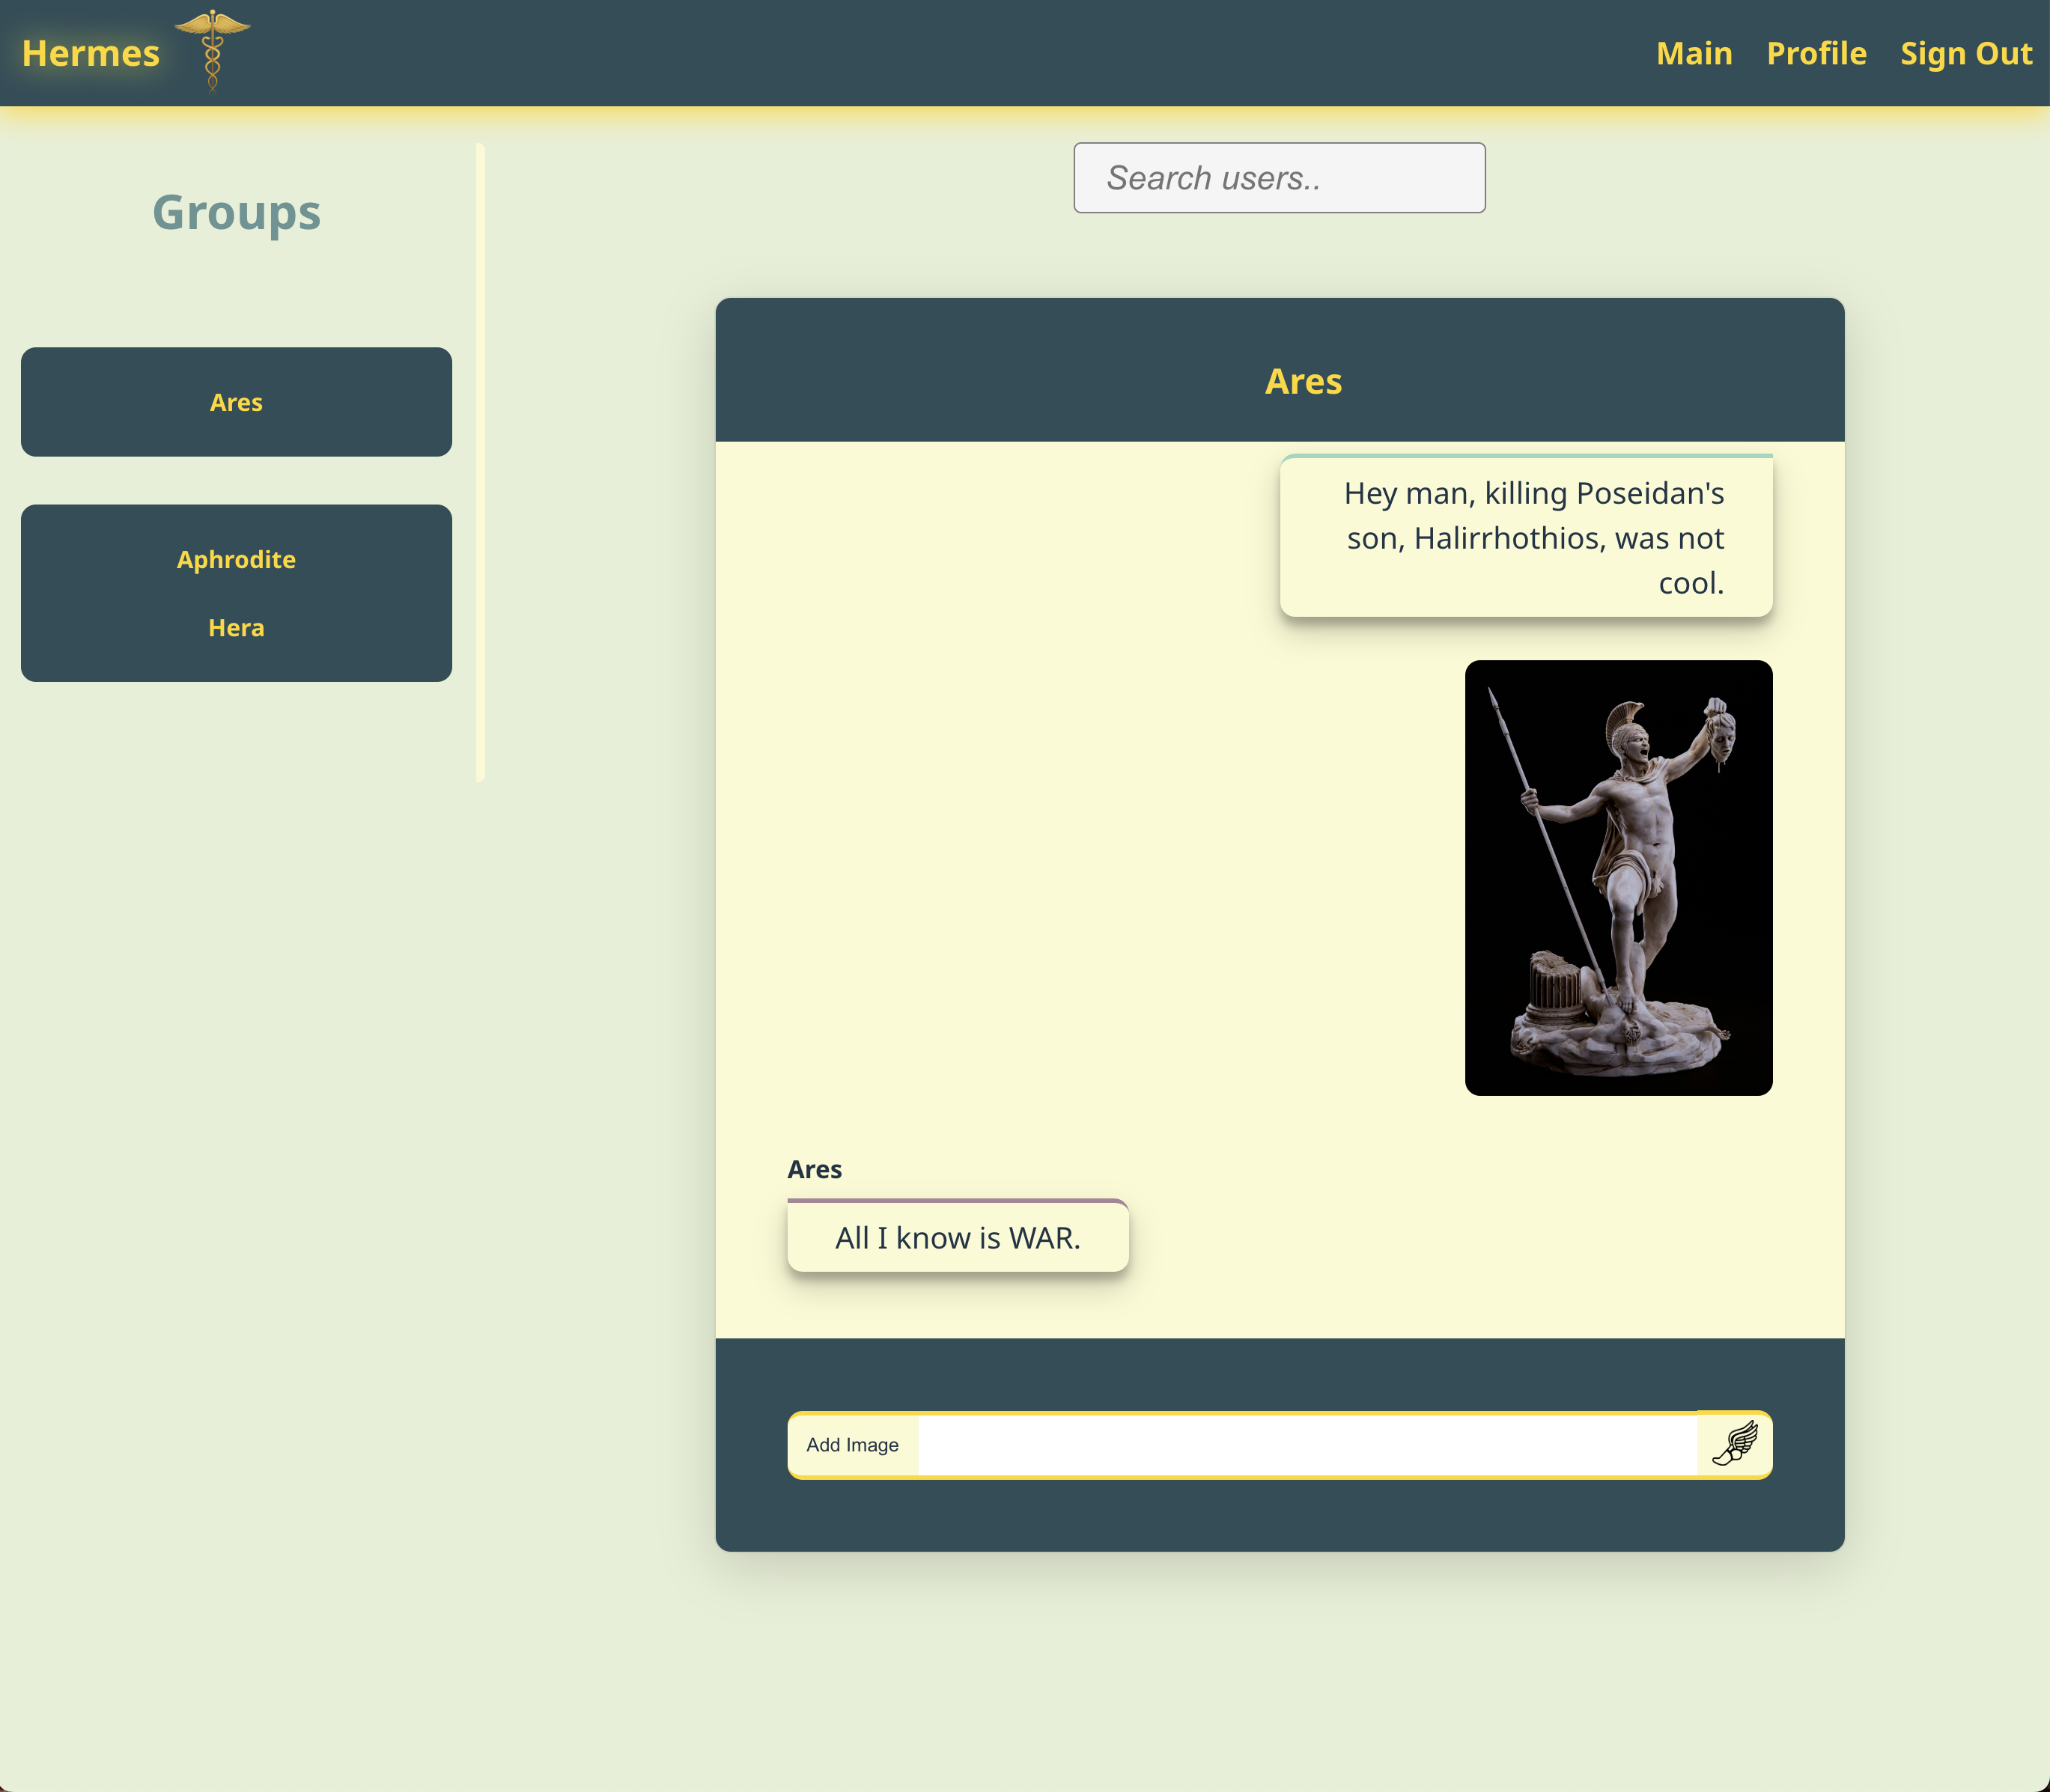 Hermes
Main Profile Sign Out
Search users..
Groups
Ares
Aphrodite
Hera
Ares
Hey man, killing Poseidan's
son, Halirrhothios, was not
cool.
Ares
All I know is WAR.
Add Image